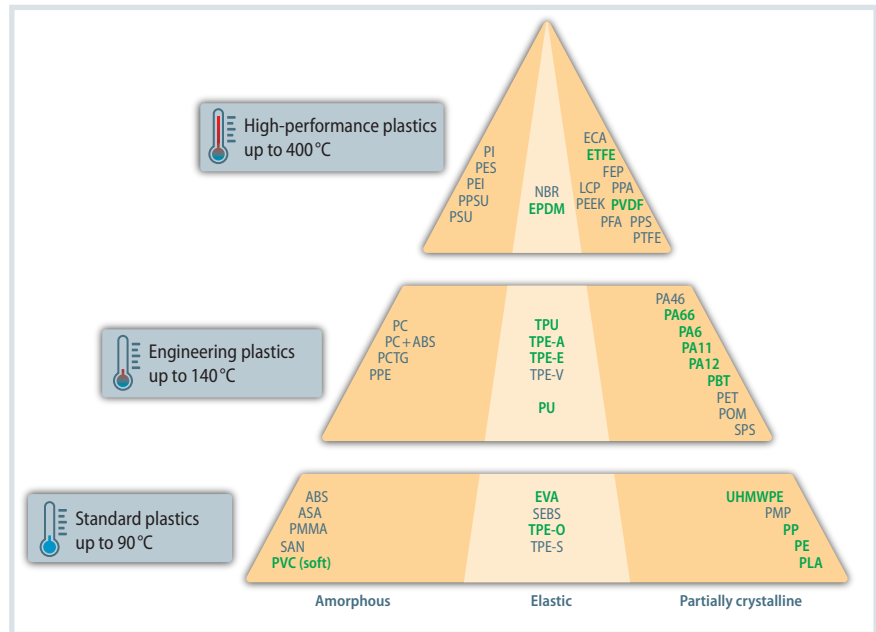 High-performance plastics
up to 400 °C
PI
PES
PEI
PPSU
PSU
NBR
EPDM
ECA
ETFE
FEP
LCP PPA
PEEK PVDF
PFA PPS
PTFE
Engineering plastics
up to 140 °C
PC
PC + ABS
PCTG
PPE
TPU
TPE-A
TPE-E
TPE-V
PU
PA46
PA66
PA6
PA11
PA12
PBT
PET
POM
SPS
Standard plastics
up to 90 °C
ABS
ASA
PMMA
SAN
PVC (soft)
EVA
SEBS
TPE-O
TPE-S
UHMWPE
PMP
PP
PE
PLA
Amorphous
Elastic
Partially crystalline